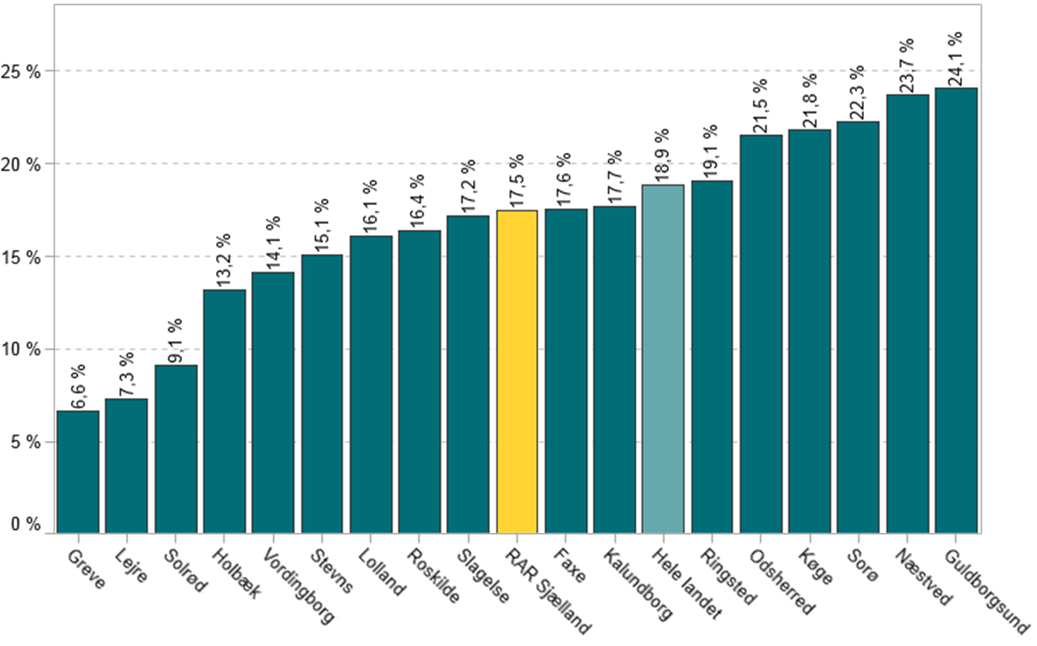 25 %
20 %
15 %
10 %
5 %
0 %
6,6 %
7,3 %
9,1 %
13,2 %
14,1 %
15,1 %
16,1 %
16,4 %
17,2 %
17,5 %
17,6 %
17,7 %
18,9 %
19,1 %
21,5 %
21,8 %
22,3 %
23,7 %
24,1 %
Greve
Lejre
Solrød
Holbæk
Vordingborg
Stevns
Lolland
Roskilde
Slagelse
RAR Sjælland
Faxe
Kalundborg
Hele landet
Ringsted
Odsherred
Køge
Sorø
Næstved
Guldborgsund